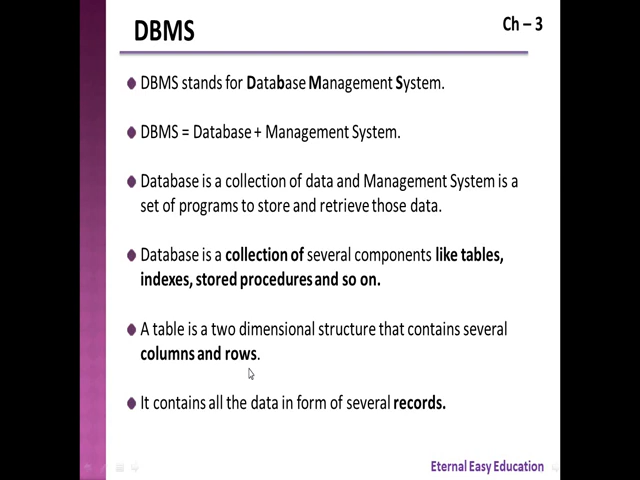 DBMS
Ch – 3
DBMS stands for Database Management System.
DBMS = Database + Management System.
Database is a collection of data and Management System is a
set of programs to store and retrieve those data.
Database is a collection of several components like tables,
indexes, stored procedures and so on.
A table is a two dimensional structure that contains several
columns and rows.
It contains all the data in form of several records.
Eternal Easy Education